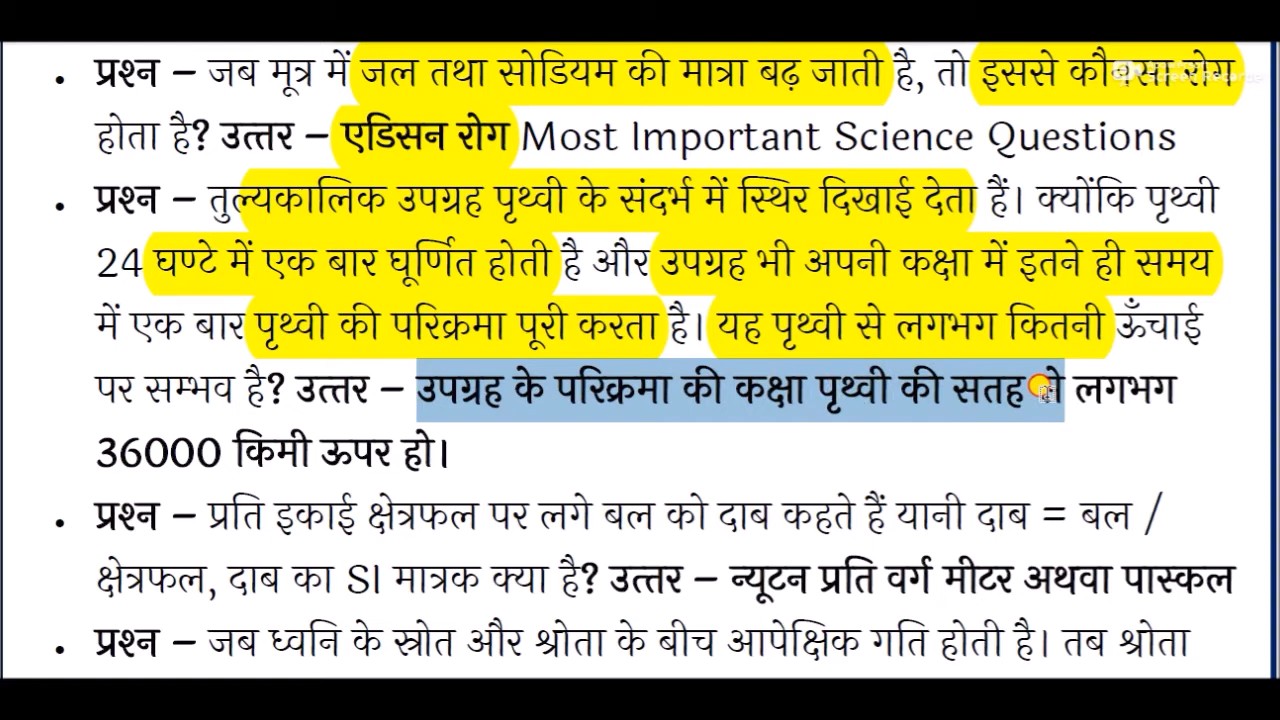 • प्रश्न – जब मूत्र में जल तथा सोडियम की मात्रा बढ़ जाती है, तो इससे कौनसा रोग
होता है? उत्तर – एडिसन रोग Most Important Science Questions
• प्रश्न – तुल्यकालिक उपग्रह पृथ्वी के संदर्भ में स्थिर दिखाई देता हैं। क्योंकि पृथ्वी
24 घण्टे में एक बार घूर्णित होती है और उपग्रह भी अपनी कक्षा में इतने ही समय
में एक बार पृथ्वी की परिक्रमा पूरी करता है। यह पृथ्वी से लगभग कितनी ऊँचाई
पर सम्भव है? उत्तर – उपग्रह के परिक्रमा की कक्षा पृथ्वी की सतह से लगभग
36000 किमी ऊपर हो।
• प्रश्न – प्रति इकाई क्षेत्रफल पर लगे बल को दाब कहते हैं यानी दाब = बल /
क्षेत्रफल, दाब का SI मात्रक क्या है? उत्तर – न्यूटन प्रति वर्ग मीटर अथवा पास्कल
• प्रश्न – जब ध्वनि के स्रोत और श्रोता के बीच आपेक्षिक गति होती है। तब श्रोता